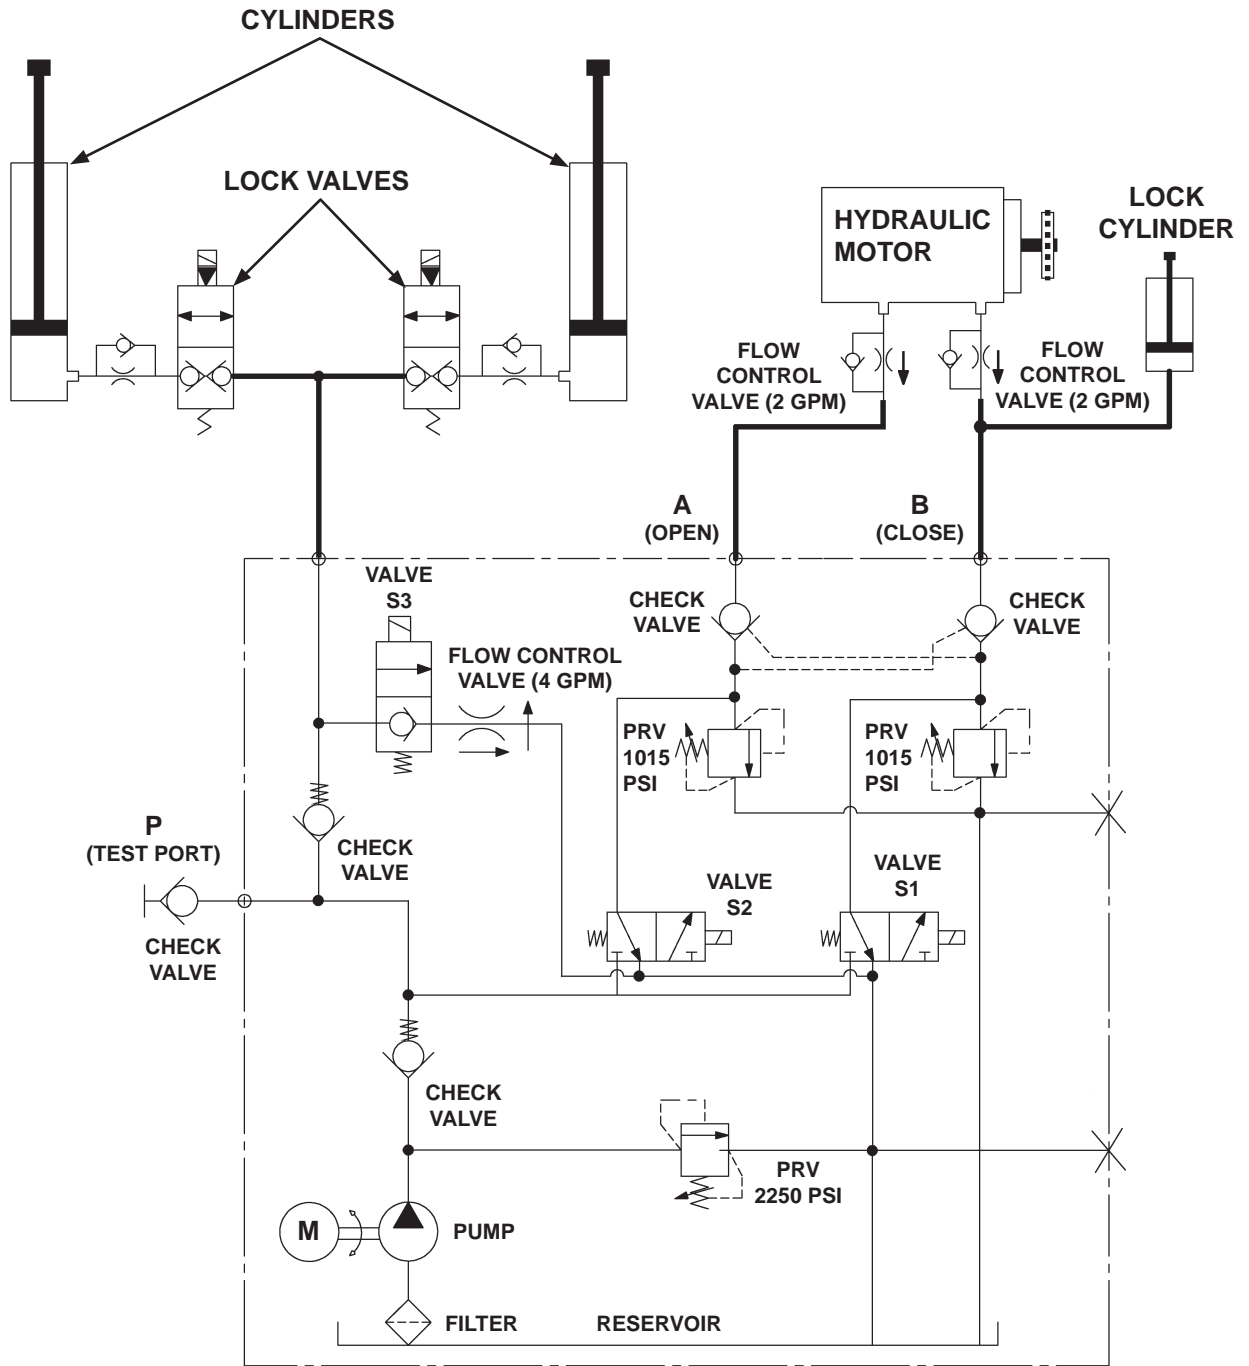 CYLINDERS
LOCK VALVES
HYDRAULIC
MOTOR
LOCK
CYLINDER
FLOW
CONTROL
VALVE (2 GPM)
FLOW
CONTROL
VALVE (2 GPM)
A
(OPEN)
B
(CLOSE)
VALVE
S3
FLOW CONTROL
VALVE (4 GPM)
CHECK
VALVE
CHECK
VALVE
PRV
1015
PSI
PRV
1015
PSI
P
(TEST PORT)
CHECK
VALVE
CHECK
VALVE
VALVE
S2
VALVE
S1
CHECK
VALVE
PRV
2250 PSI
M
PUMP
FILTER
RESERVOIR